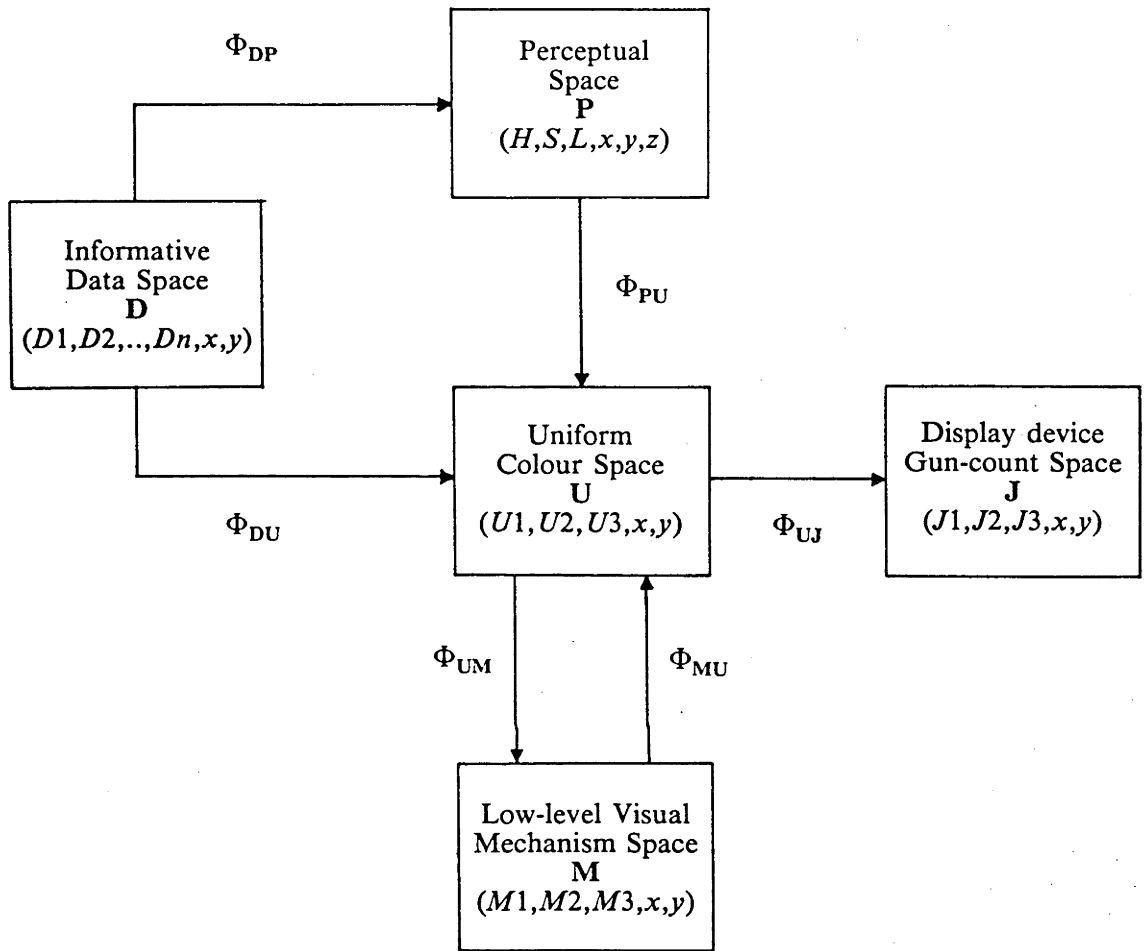 Φ_DP
Perceptual
Space
P
(H,S,L,x,y,z)
Informative
Data Space
D
(D1,D2,..,Dn,x,y)
Φ_PU
Φ_DU
Uniform
Colour Space
U
(U1,U2,U3,x,y)
Φ_UJ
Display device
Gun-count Space
J
(J1,J2,J3,x,y)
Φ_UM
Φ_MU
Low-level Visual
Mechanism Space
M
(M1,M2,M3,x,y)